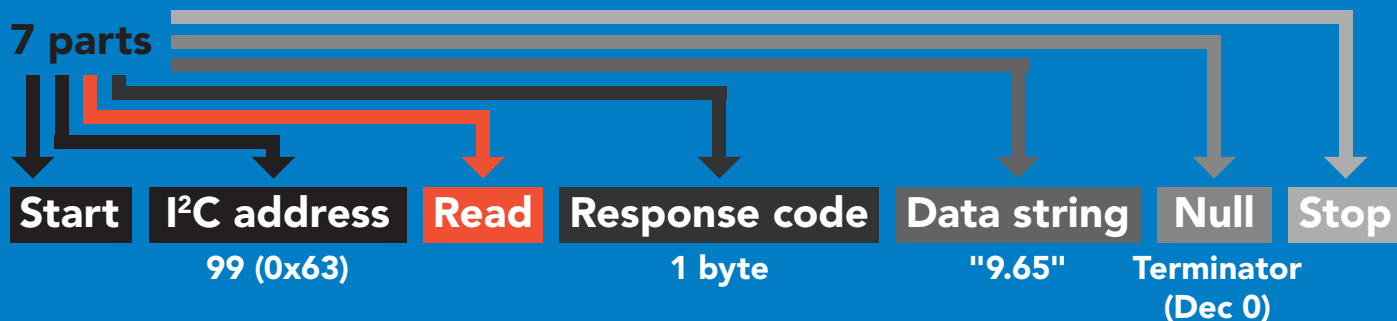 7 parts
Start I²C address Read Response code Data string Null Stop
99 (0x63) 1 byte "9.65" Terminator
(Dec 0)